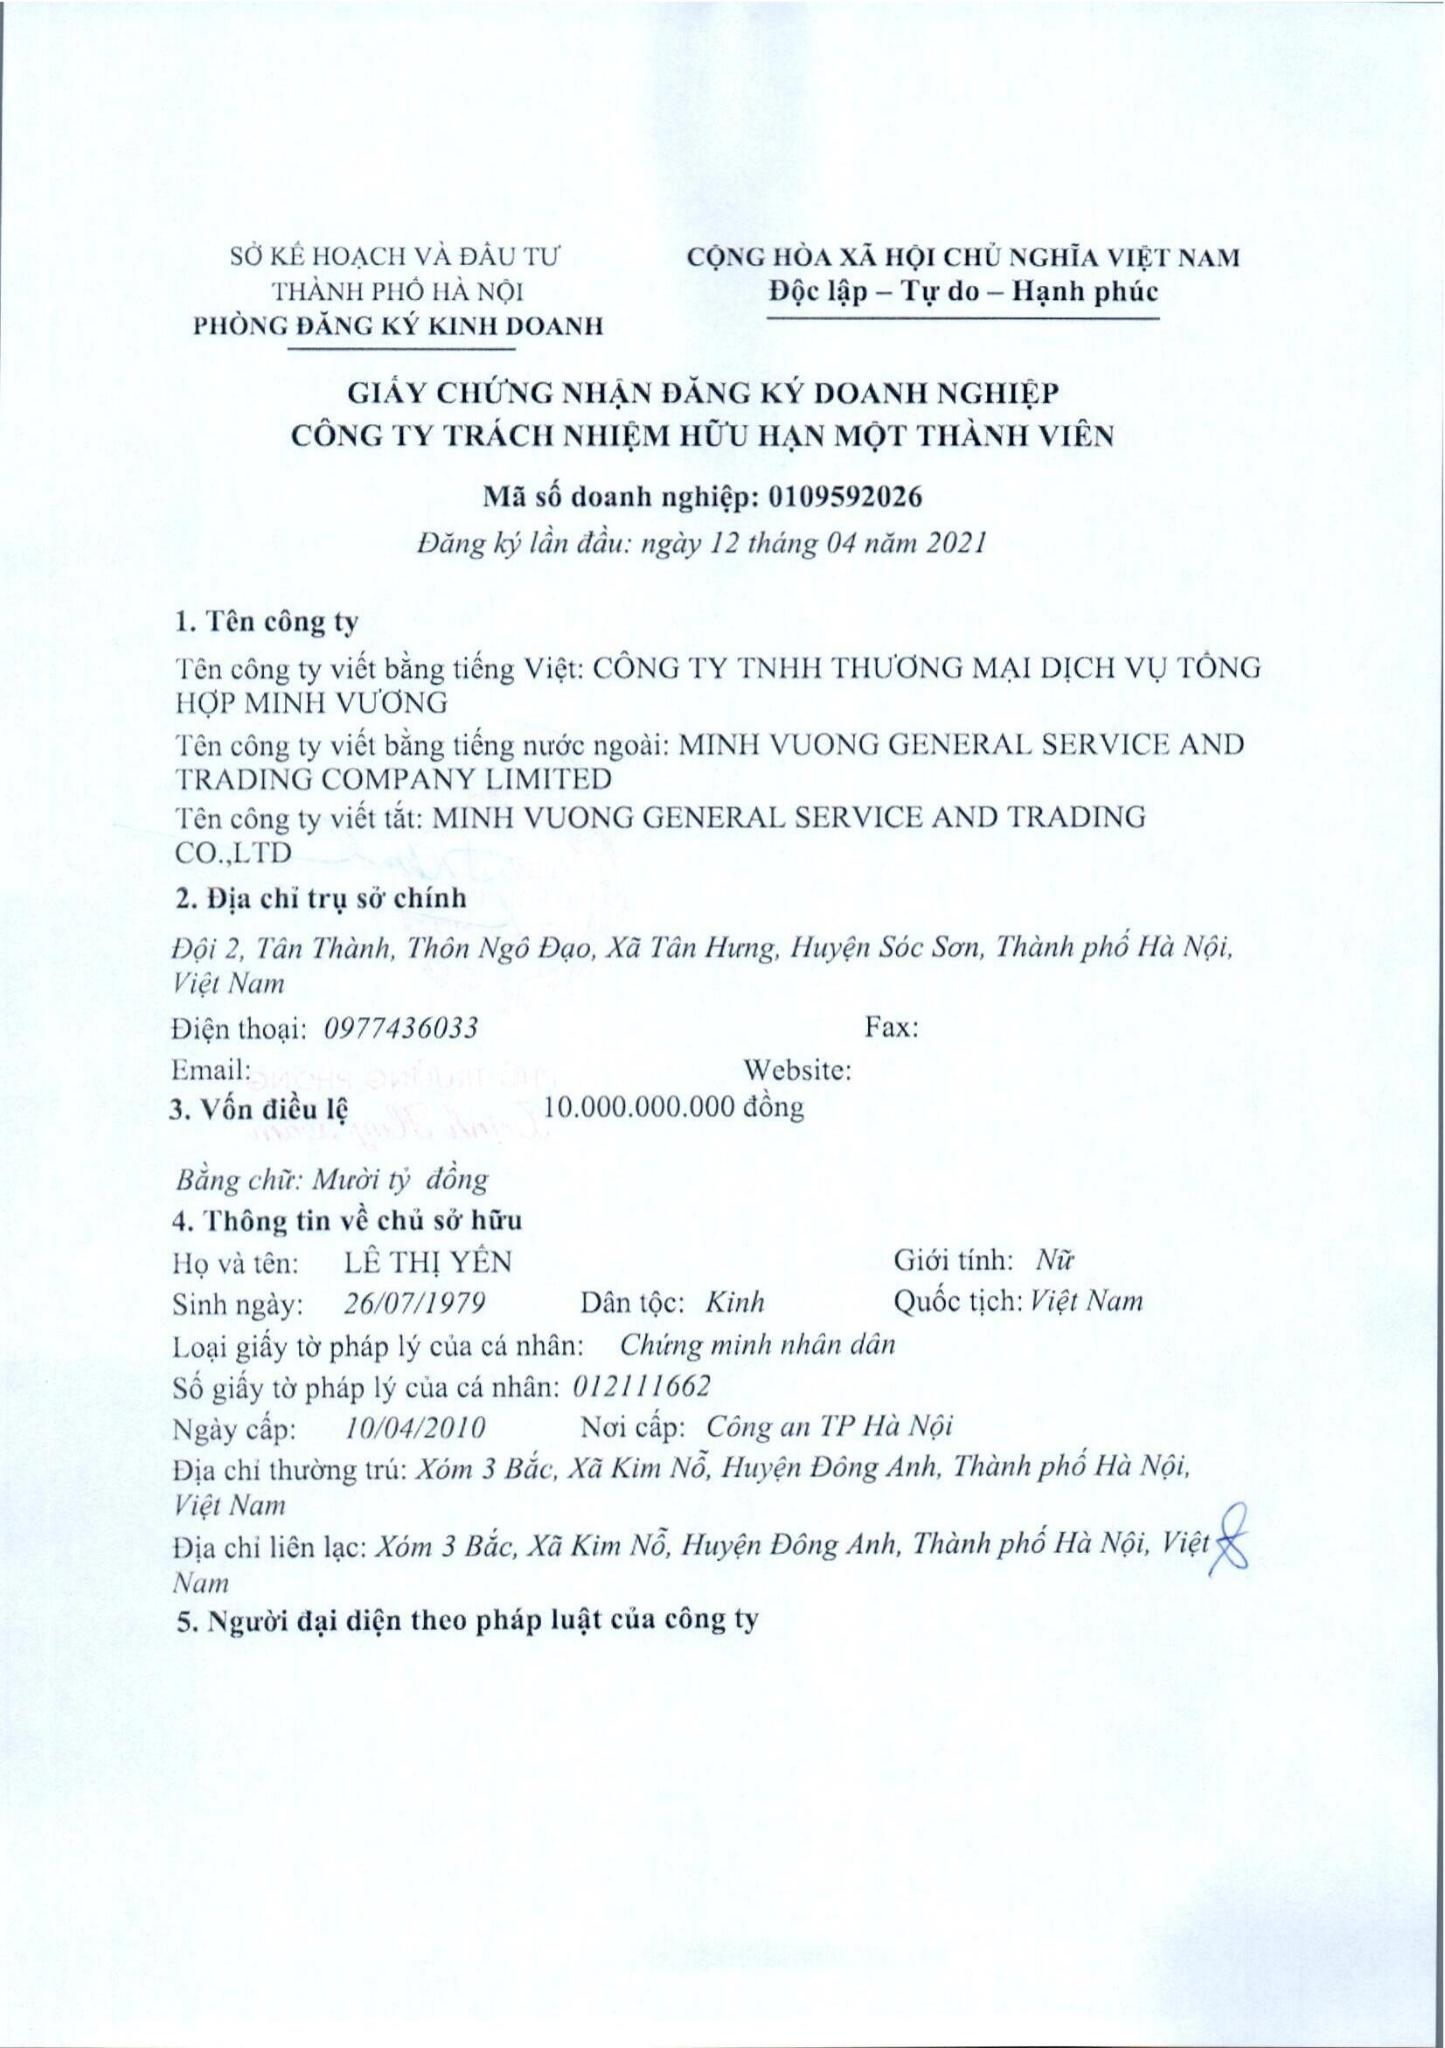 SỞ KẾ HOẠCH VÀ ĐẦU TƯ
THÀNH PHỐ HÀ NỘI
PHÒNG ĐĂNG KÝ KINH DOANH
CỘNG HÒA XÃ HỘI CHỦ NGHĨA VIỆT NAM
Độc lập – Tự do – Hạnh phúc
GIẤY CHỨNG NHẬN ĐĂNG KÝ DOANH NGHIỆP
CÔNG TY TRÁCH NHIỆM HỮU HẠN MỘT THÀNH VIÊN
Mã số doanh nghiệp: 0109592026
Đăng ký lần đầu: ngày 12 tháng 04 năm 2021
1. Tên công ty
Tên công ty viết bằng tiếng Việt: CÔNG TY TNHH THƯƠNG MẠI DỊCH VỤ TỔNG
HỢP MINH VƯƠNG
Tên công ty viết bằng tiếng nước ngoài: MINH VUONG GENERAL SERVICE AND
TRADING COMPANY LIMITED
Tên công ty viết tắt: MINH VUONG GENERAL SERVICE AND TRADING
CO.,LTD
2. Địa chỉ trụ sở chính
Đội 2, Tân Thành, Thôn Ngô Đạo, Xã Tân Hưng, Huyện Sóc Sơn, Thành phố Hà Nội,
Việt Nam
Điện thoại: 0977436033 Fax:
Email: Website:
3. Vốn điều lệ 10.000.000.000 đồng
Bằng chữ: Mười tỷ đồng
4. Thông tin về chủ sở hữu
Họ và tên: LÊ THỊ YẾN Giới tính: Nữ
Sinh ngày: 26/07/1979 Dân tộc: Kinh Quốc tịch: Việt Nam
Loại giấy tờ pháp lý của cá nhân: Chứng minh nhân dân
Số giấy tờ pháp lý của cá nhân: 012111662
Ngày cấp: 10/04/2010 Nơi cấp: Công an TP Hà Nội
Địa chỉ thường trú: Xóm 3 Bắc, Xã Kim Nỗ, Huyện Đông Anh, Thành phố Hà Nội,
Việt Nam
Địa chỉ liên lạc: Xóm 3 Bắc, Xã Kim Nỗ, Huyện Đông Anh, Thành phố Hà Nội, Việt
Nam
5. Người đại diện theo pháp luật của công ty